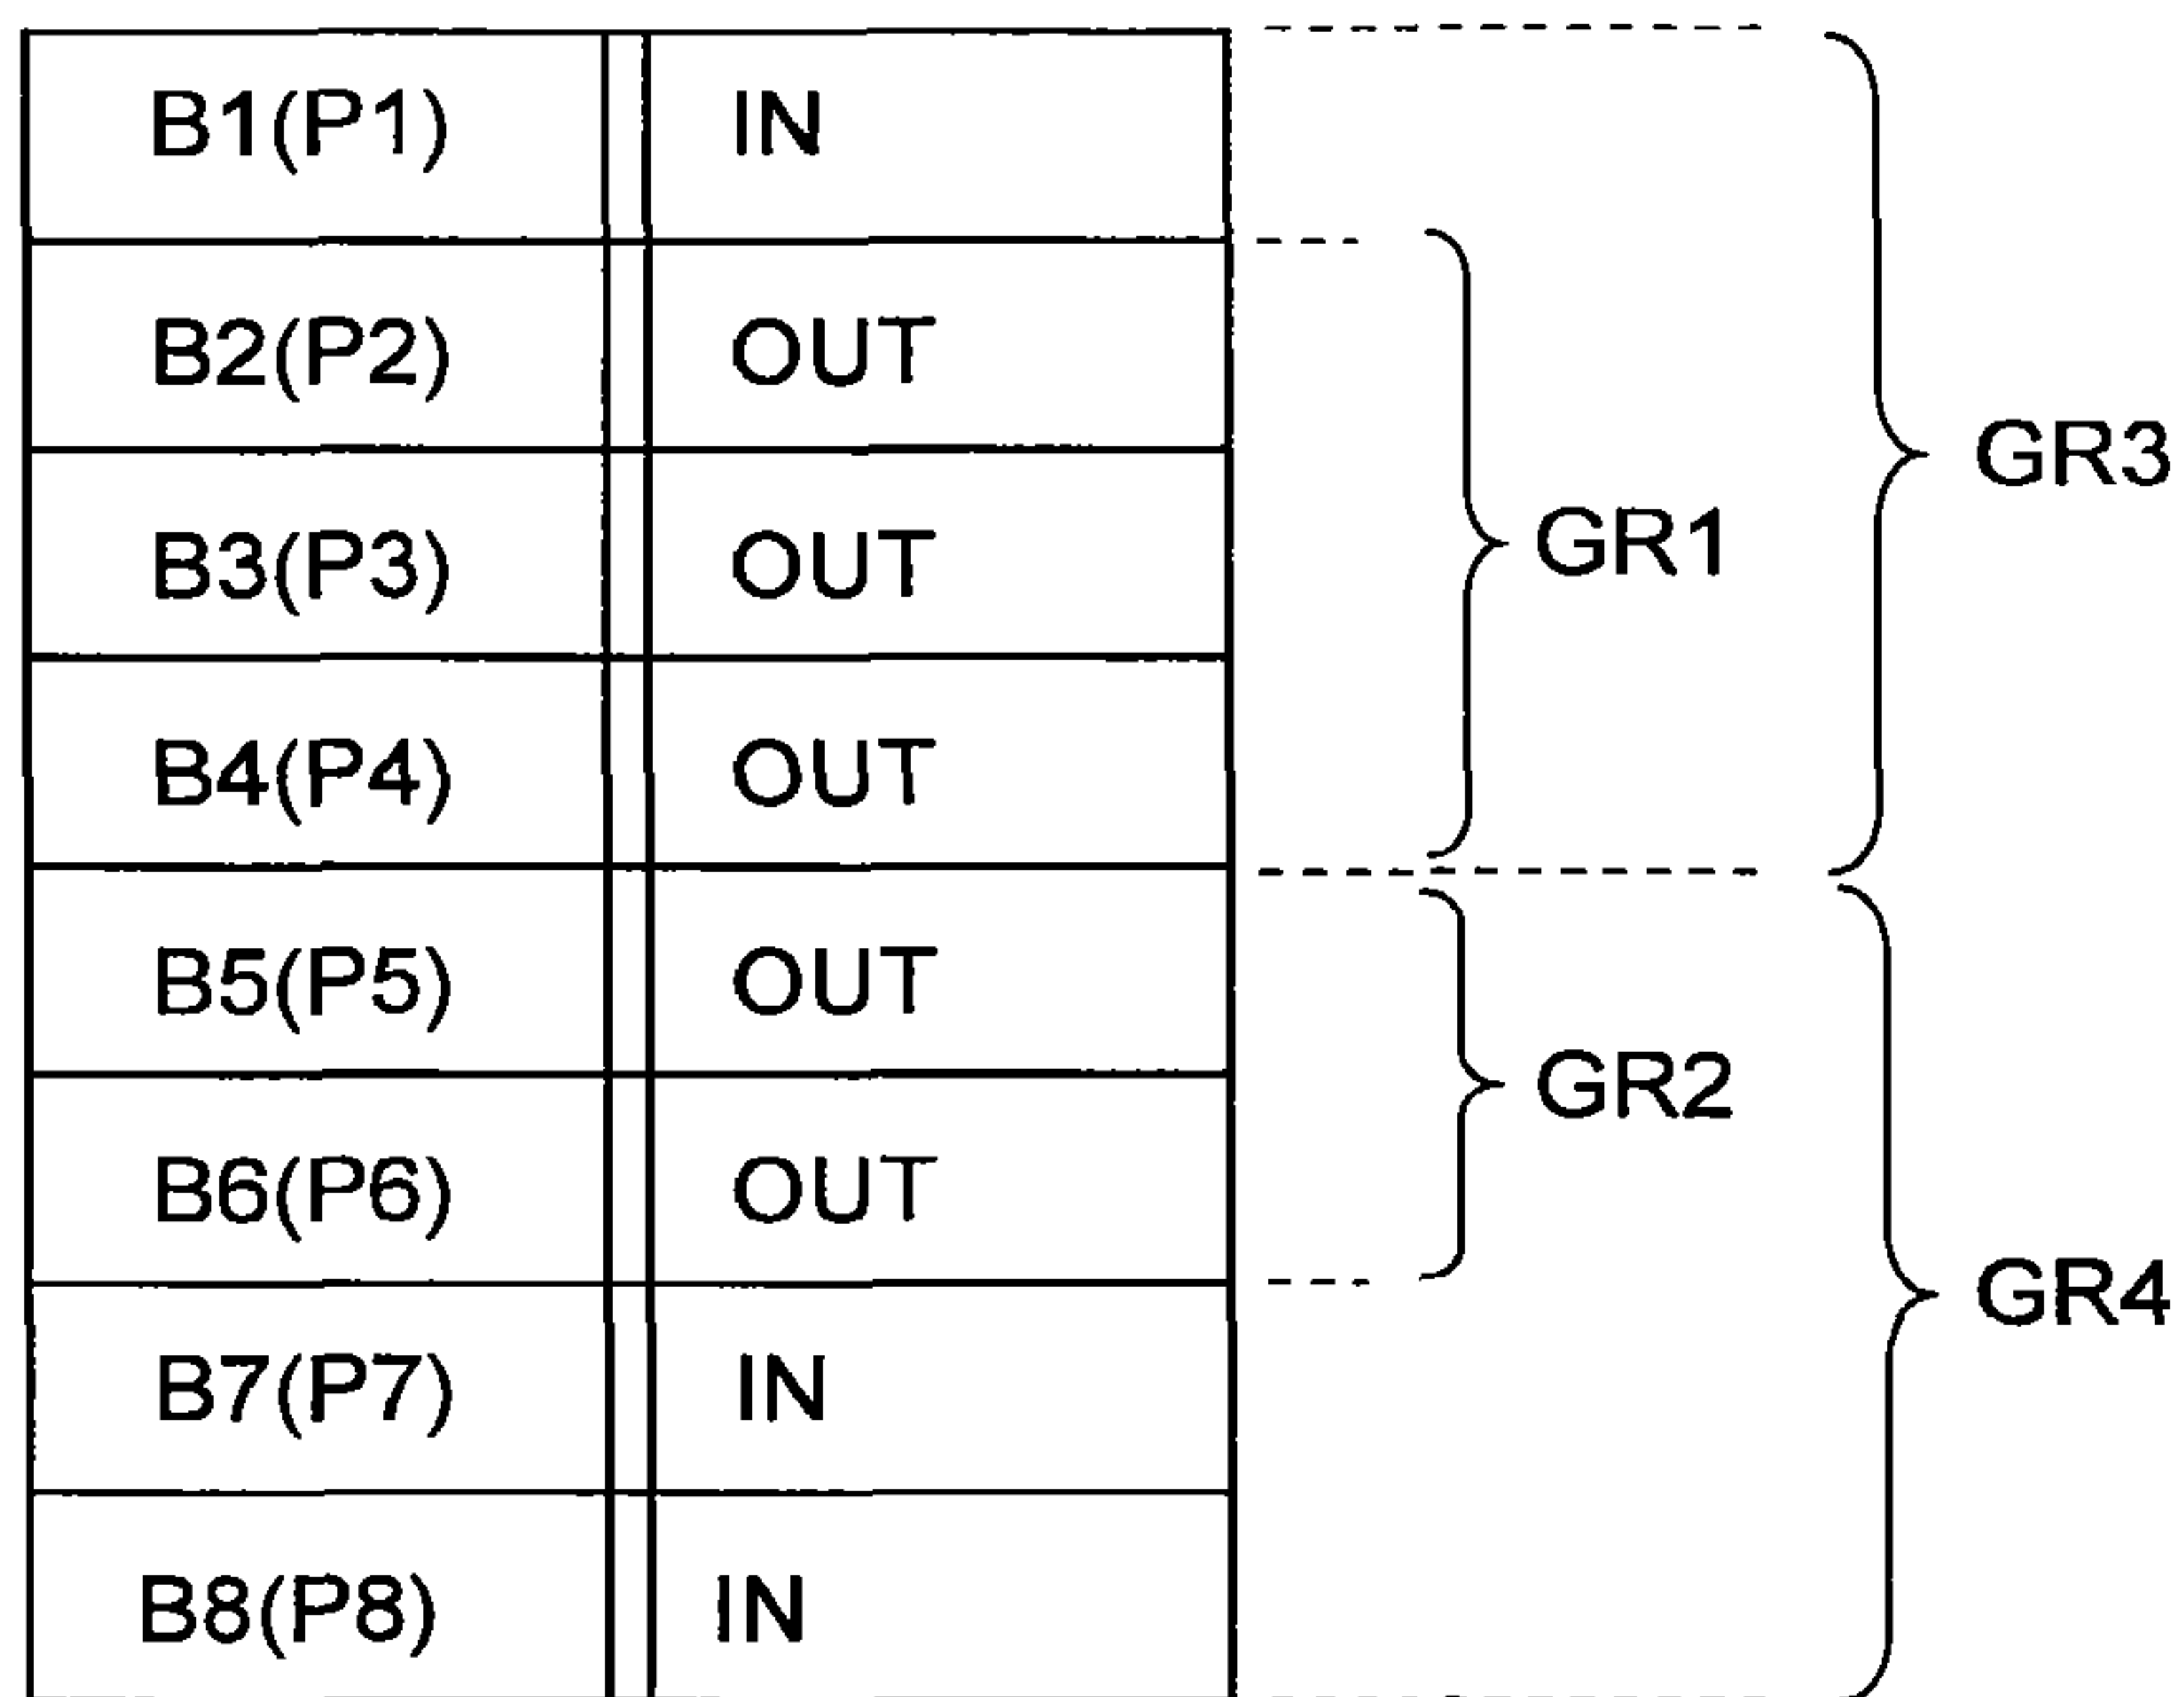 B1(P1) IN
B2(P2) OUT
GR3
B3(P3) OUT
GR1
B4(P4) OUT
B5(P5) OUT
GR2
B6(P6) OUT
GR4
B7(P7) IN
B8(P8) IN